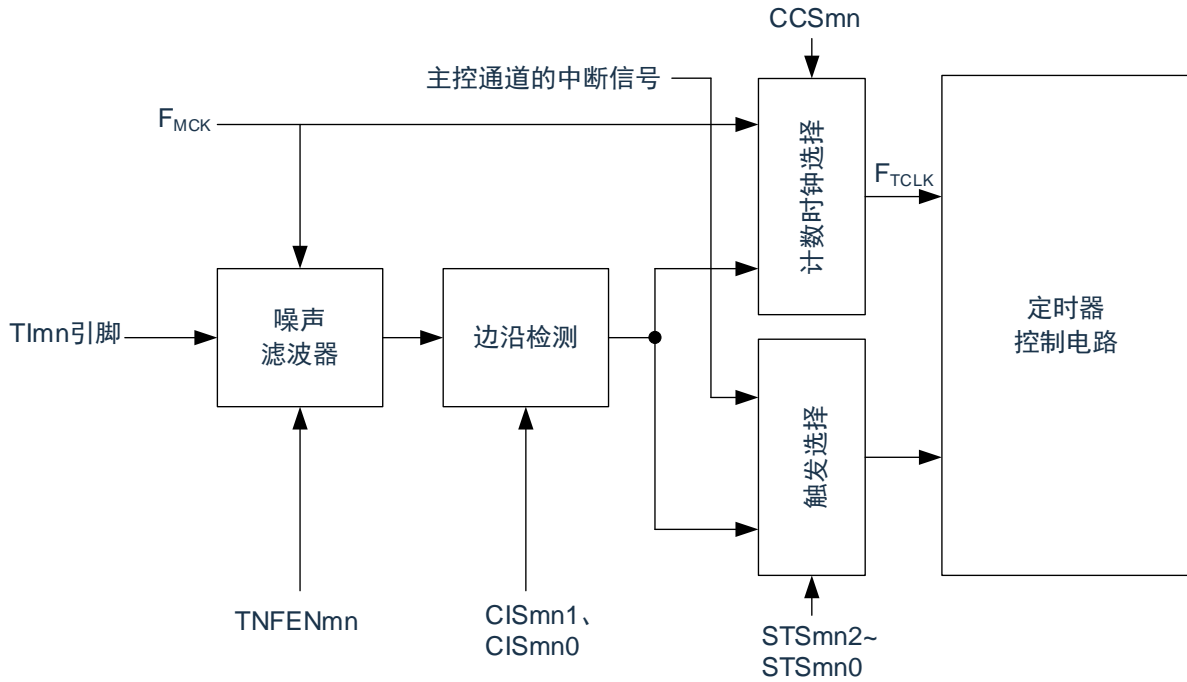 CCSmn
主控通道的中断信号
FMCK
计数时钟选择
FTCLK
TImn引脚
噪声
滤波器
边沿检测
定时器
控制电路
触发选择
TNFENmn
CISmn1、
CISmn0
STSmn2~
STSmn0